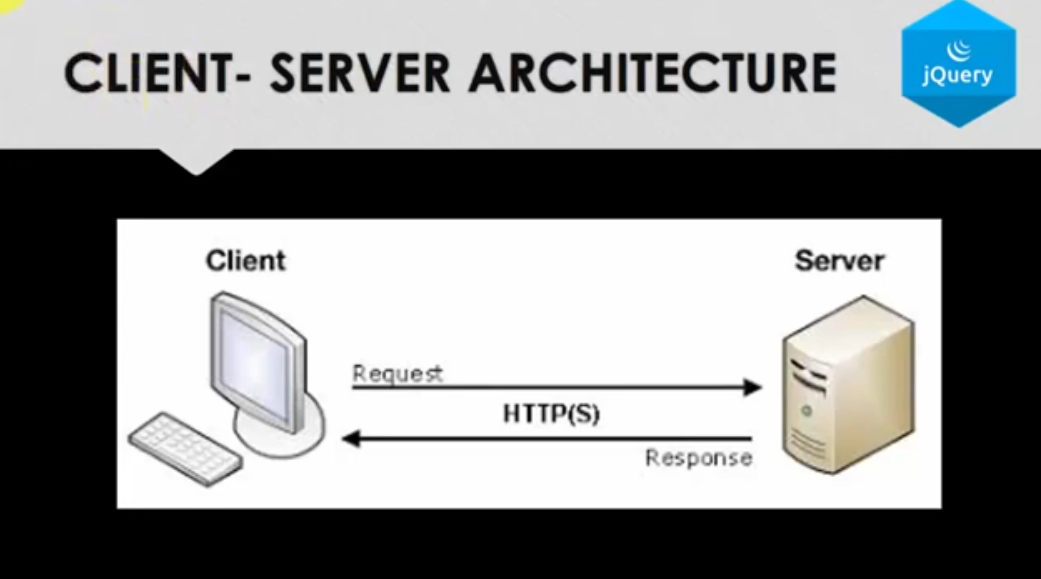 CLIENT- SERVER ARCHITECTURE
jQuery
Client
Server
Request
HTTP(S)
Response